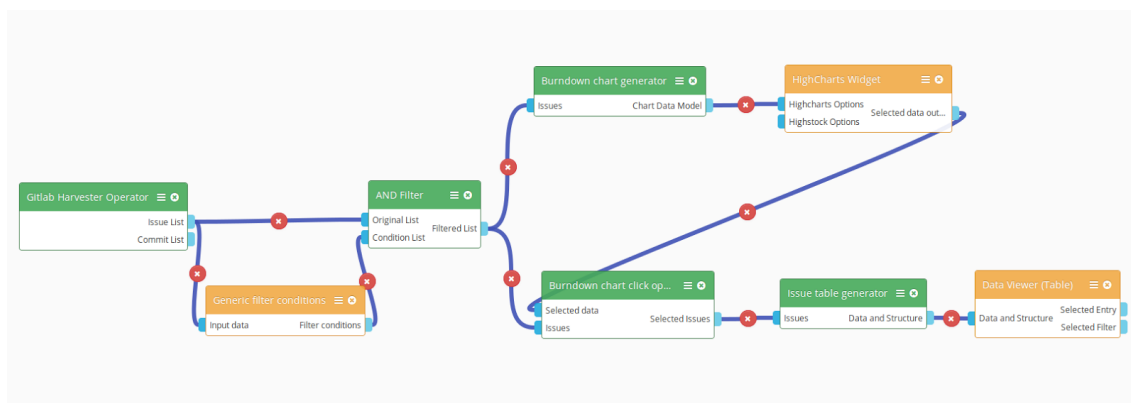 Burndown chart generator
Issues
Chart Data Model
HighCharts Widget
Highcharts Options
Highstock Options
Selected data out...
Gitlab Harvester Operator
Issue List
Commit List
AND Filter
Original List
Condition List
Filtered List
Generic filter conditions
Input data
Filter conditions
Burndown chart click op...
Selected data
Issues
Selected Issues
Issue table generator
Issues
Data and Structure
Data Viewer (Table)
Data and Structure
Selected Entry
Selected Filter